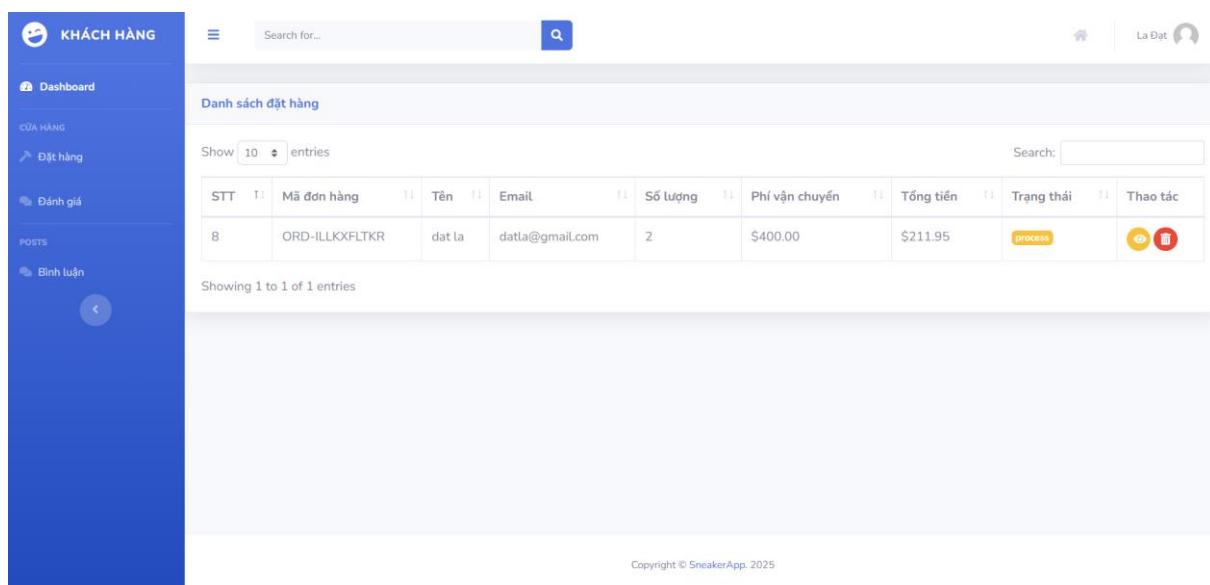 KHÁCH HÀNG
Search for...
La Đạt
Dashboard
CỬA HÀNG
Đặt hàng
Đánh giá
POSTS
Bình luận
Danh sách đặt hàng
Show 10 entries
Search:
STT Mã đơn hàng Tên Email Số lượng Phí vận chuyển Tổng tiền Trạng thái Thao tác
8 ORD-ILLKXFLTKR dat la datla@gmail.com 2 $400.00 $211.95 process
Showing 1 to 1 of 1 entries
Copyright © SneakerApp. 2025